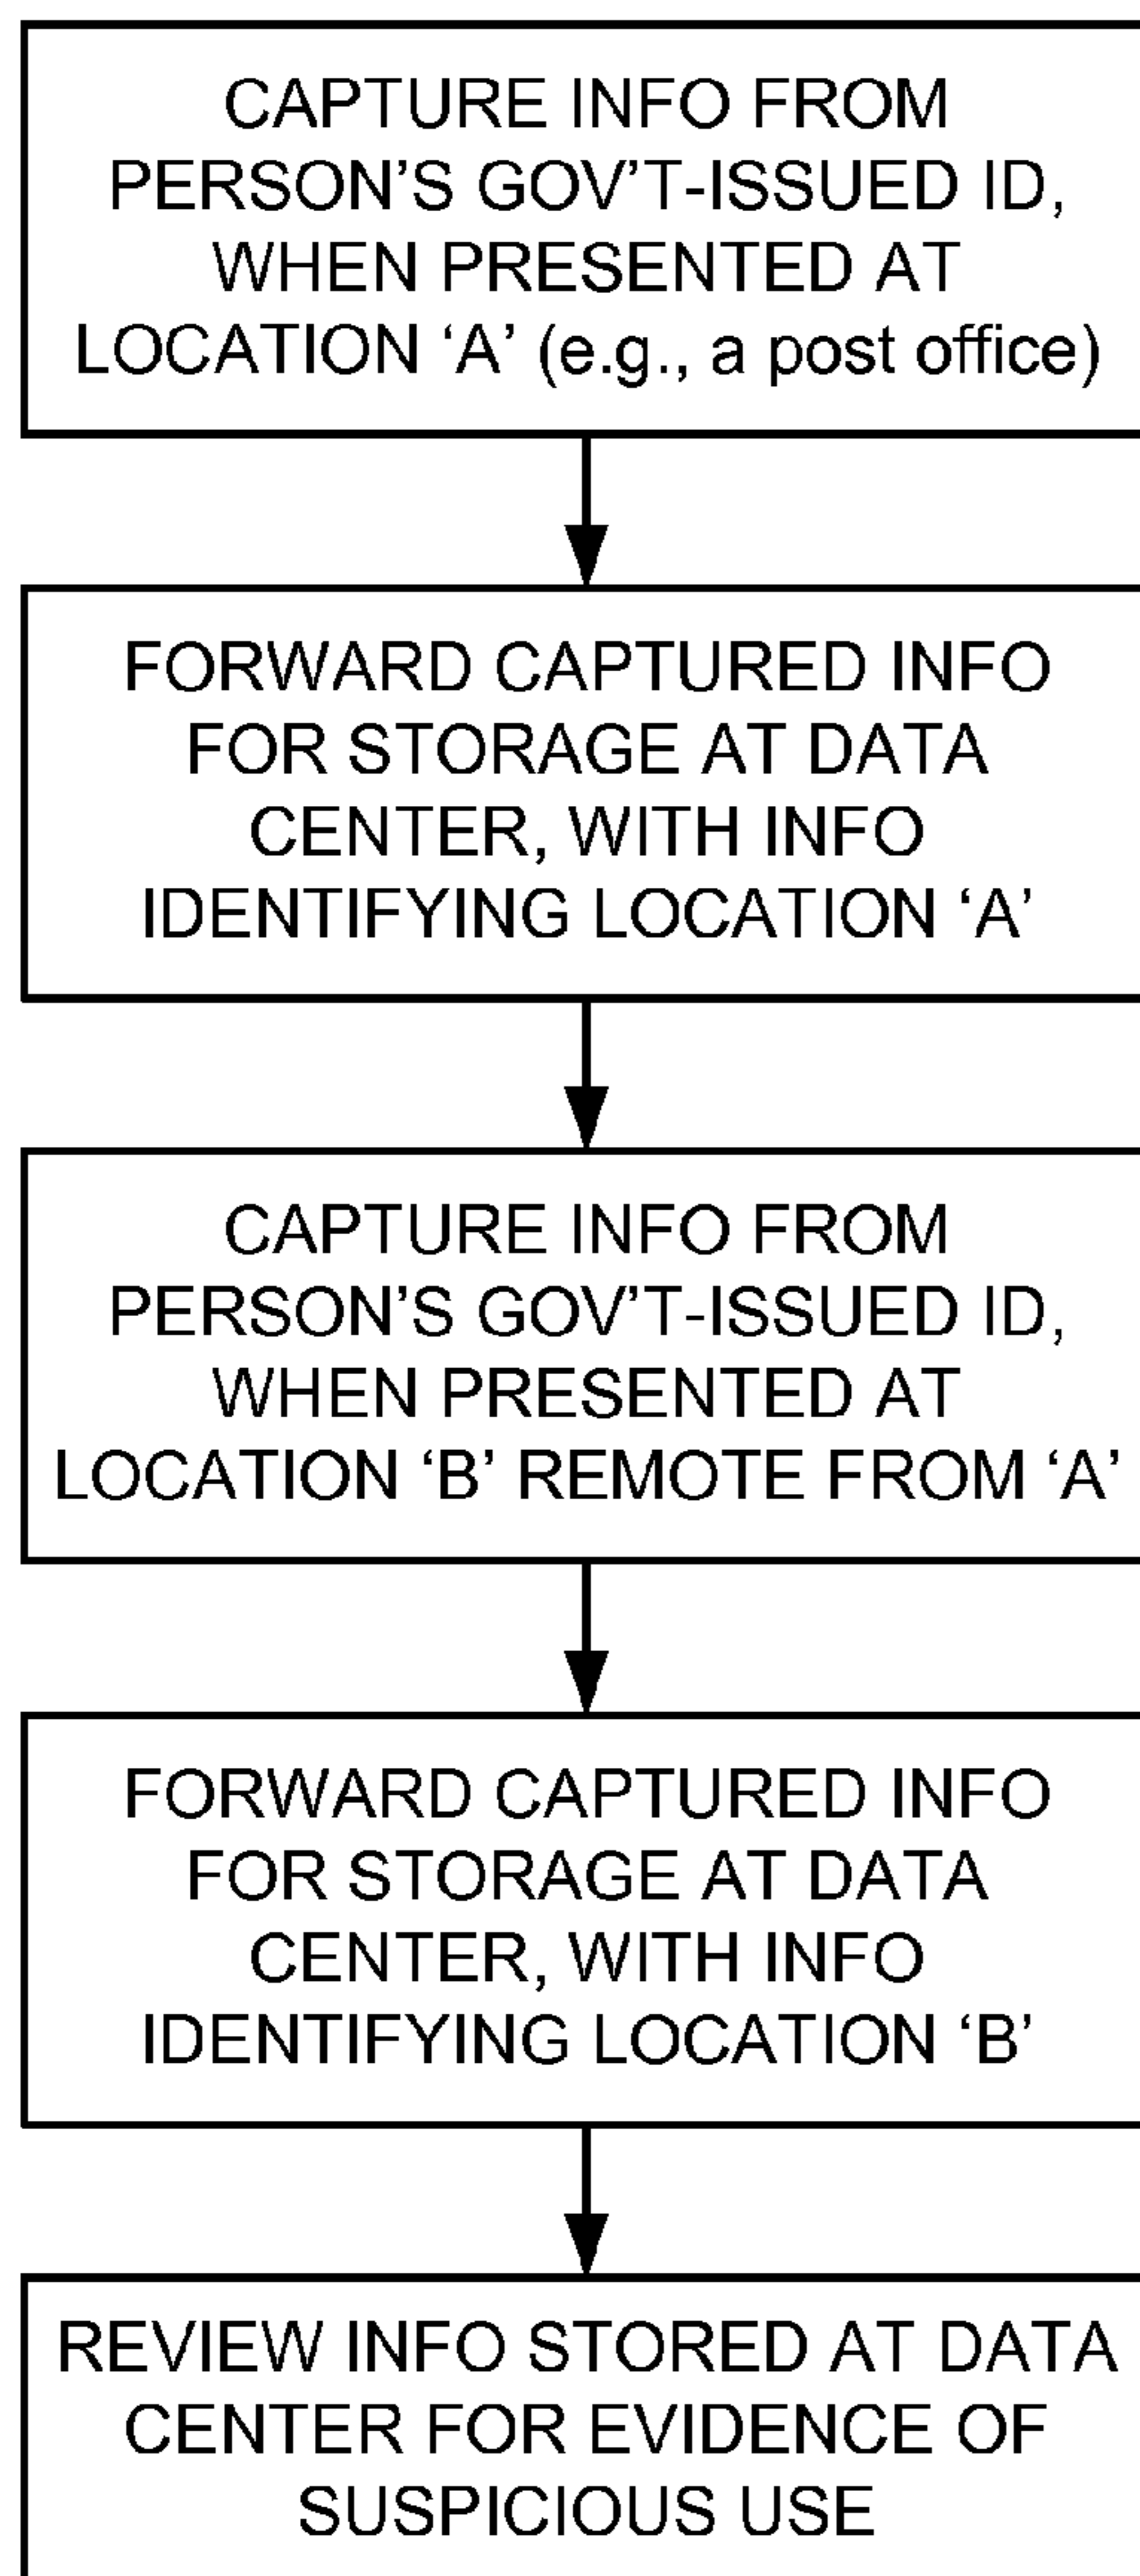 CAPTURE INFO FROM
PERSON’S GOV’T-ISSUED ID,
WHEN PRESENTED AT
LOCATION ‘A’ (e.g., a post office)
FORWARD CAPTURED INFO
FOR STORAGE AT DATA
CENTER, WITH INFO
IDENTIFYING LOCATION ‘A’
CAPTURE INFO FROM
PERSON’S GOV’T-ISSUED ID,
WHEN PRESENTED AT
LOCATION ‘B’ REMOTE FROM ‘A’
FORWARD CAPTURED INFO
FOR STORAGE AT DATA
CENTER, WITH INFO
IDENTIFYING LOCATION ‘B’
REVIEW INFO STORED AT DATA
CENTER FOR EVIDENCE OF
SUSPICIOUS USE